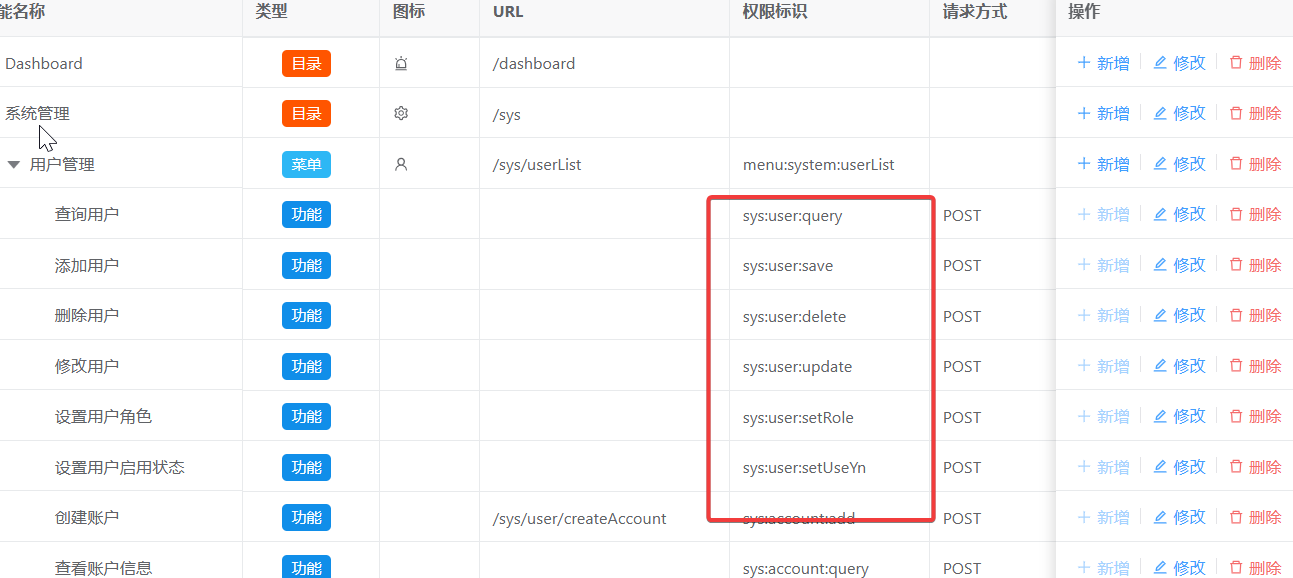 能名称 类型 图标 URL 权限标识 请求方式 操作
Dashboard 目录 /dashboard 新增 修改 删除
系统管理 目录 /sys 新增 修改 删除
用户管理 菜单 /sys/userList menu:system:userList 新增 修改 删除
查询用户 功能 sys:user:query POST 新增 修改 删除
添加用户 功能 sys:user:save POST 新增 修改 删除
删除用户 功能 sys:user:delete POST 新增 修改 删除
修改用户 功能 sys:user:update POST 新增 修改 删除
设置用户角色 功能 sys:user:setRole POST 新增 修改 删除
设置用户启用状态 功能 sys:user:setUseYn POST 新增 修改 删除
创建账户 功能 /sys/user/createAccount sys:account:add POST 新增 修改 删除
查看账户信息 功能 sys:account:query POST 新增 修改 删除